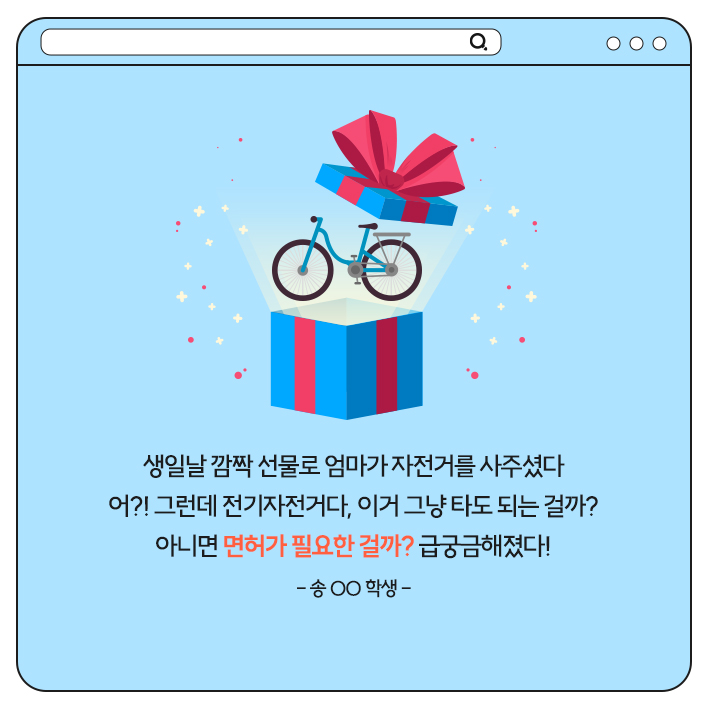 생일날 깜짝 선물로 엄마가 자전거를 사주셨다
어?! 그런데 전기자전거다, 이거 그냥 타도 되는 걸까?
아니면 면허가 필요한 걸까? 급궁금해졌다!
- 송 ○○ 학생 -